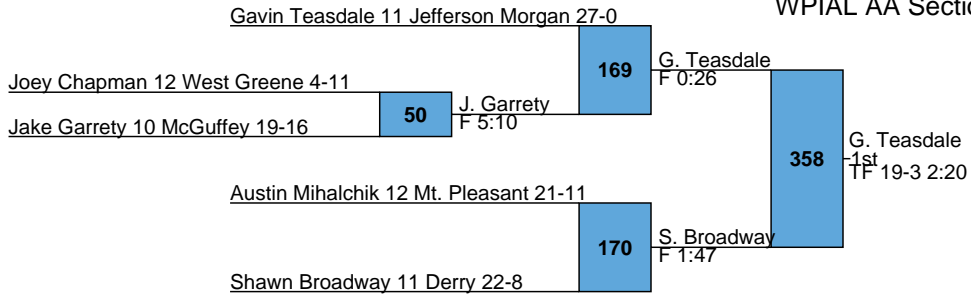 WPIAL AA Sectio
Gavin Teasdale 11 Jefferson Morgan 27-0
169
G. Teasdale
F 0:26
Joey Chapman 12 West Greene 4-11
50
J. Garrety
F 5:10
Jake Garrety 10 McGuffey 19-16
358
G. Teasdale
1st
TF 19-3 2:20
Austin Mihalchik 12 Mt. Pleasant 21-11
170
S. Broadway
F 1:47
Shawn Broadway 11 Derry 22-8